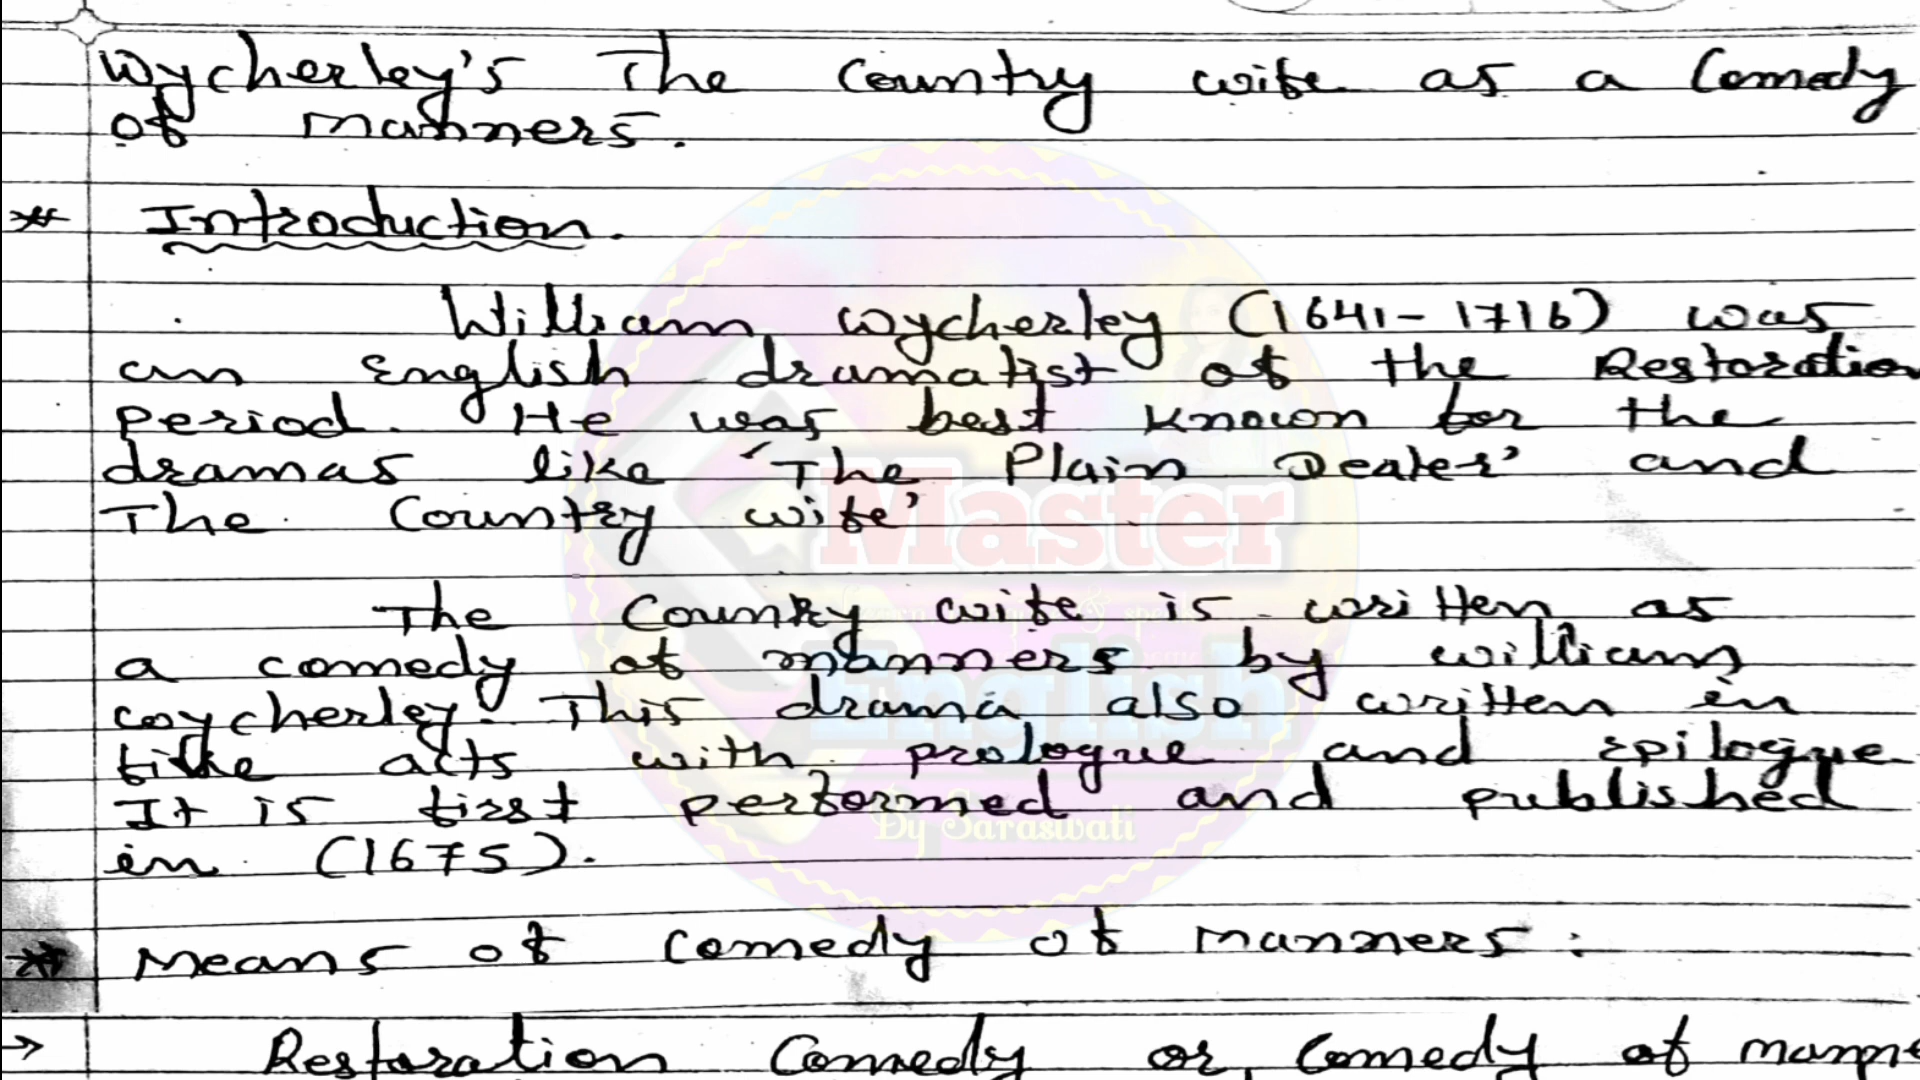 Wycherley's The Country wife as a Comedy
of manners.
* Introduction.
William wycherley (1641-1716) was
an English dramatist of the Restoration
period. He was best known for the
dramas like 'The Plain Dealer' and
The Country wife'
Master
The Country wife is written as
a comedy of manners by william
wycherley. This drama also written in
English
five acts with prologue and epilogue.
It is first performed and published
By Saraswati
in (1675).
* Means of Comedy of manners :
→ Restoration Comedy or Comedy of manne